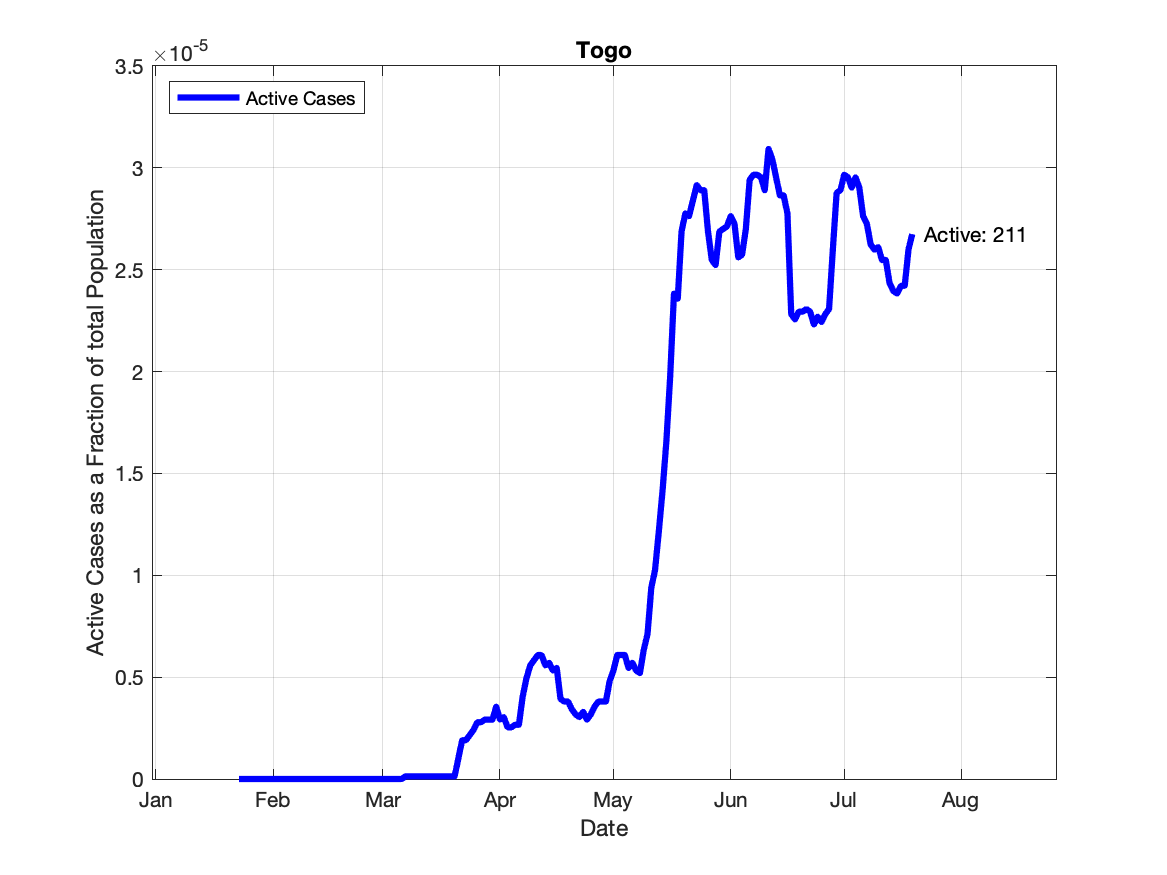 Togo
×10-5
3.5
3
2.5
2
1.5
1
0.5
0
Active Cases
Active: 211
Active Cases as a Fraction of total Population
Jan Feb Mar Apr May Jun Jul Aug
Date